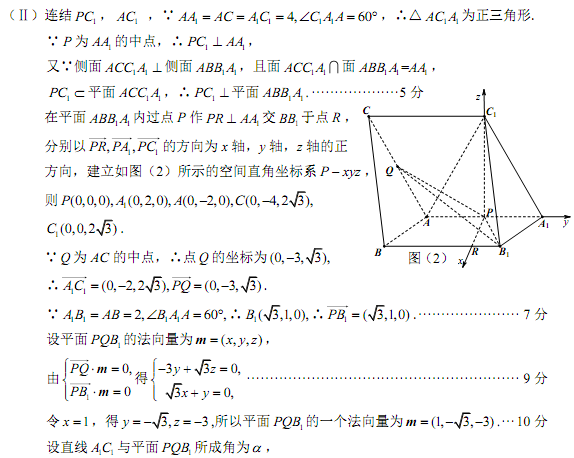 (Ⅱ) 连结 PC₁, AC₁, ∵ AA₁ = AC = A₁C₁ = 4, ∠C₁A₁A = 60°, ∴ △AC₁A₁ 为正三角形.
∵ P 为 AA₁ 的中点, ∴ PC₁ ⊥ AA₁,
又∵侧面 ACC₁A₁ ⊥ 侧面 ABB₁A₁, 且面 ACC₁A₁ ⋂ 面 ABB₁A₁=AA₁,
PC₁ ⊂ 平面 ACC₁A₁, ∴ PC₁ ⊥ 平面 ABB₁A₁. ⋯⋯⋯⋯⋯⋯⋯5 分
在平面 ABB₁A₁ 内过点 P 作 PR ⊥ AA₁ 交 BB₁ 于点 R,
分别以 \overrightarrow{PR}, \overrightarrow{PA₁}, \overrightarrow{PC₁} 的方向为 x 轴, y 轴, z 轴的正
方向, 建立如图(2)所示的空间直角坐标系 P − xyz,
则 P(0,0,0), A₁(0,2,0), A(0,−2,0), C(0,−4,2√3),
C₁(0,0,2√3).
∵ Q 为 AC 的中点, ∴ 点 Q 的坐标为 (0,−3,√3),
∴ \overrightarrow{A₁C₁} = (0,−2,2√3), \overrightarrow{PQ} = (0,−3,√3).
∵ A₁B₁ = AB = 2, ∠B₁A₁A = 60°, ∴ B₁(√3,1,0), ∴ \overrightarrow{PB₁} = (√3,1,0). ⋯⋯⋯⋯⋯⋯⋯ 7 分
设平面 PQB₁ 的法向量为 m = (x, y, z),
由 { \overrightarrow{PQ} · m = 0, \overrightarrow{PB₁} · m = 0 得 { −3y + √3z = 0, √3x + y = 0, ⋯⋯⋯⋯⋯⋯⋯⋯⋯ 9 分
令 x = 1, 得 y = −√3, z = −3, 所以平面 PQB₁ 的一个法向量为 m = (1, −√3, −3). ⋯ 10 分
设直线 A₁C₁ 与平面 PQB₁ 所成角为 α,
z
C
C₁
Q
A
P
A₁
y
B
R
B₁
x
图 (2)